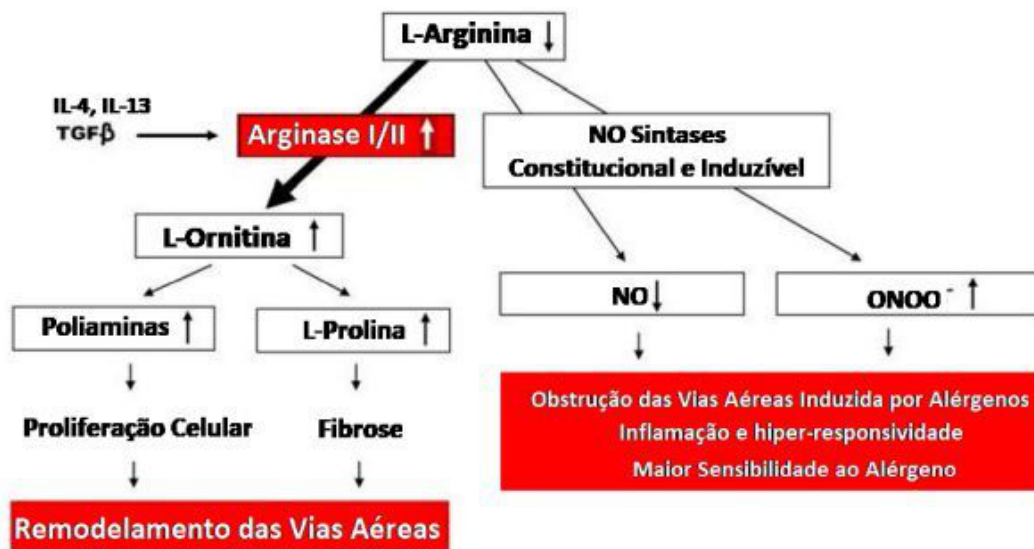 L-Arginina ↓
IL-4, IL-13
TGFβ
Arginase I/II ↑
NO Sintases
Constitucional e Induzível
L-Ornitina ↑
NO ↓
ONOO⁻ ↑
Poliaminas ↑
L-Prolina ↑
Proliferação Celular
Fibrose
Obstrução das Vias Aéreas Induzida por Alérgenos
Inflamação e hiper-responsividade
Maior Sensibilidade ao Alérgeno
Remodelamento das Vias Aéreas